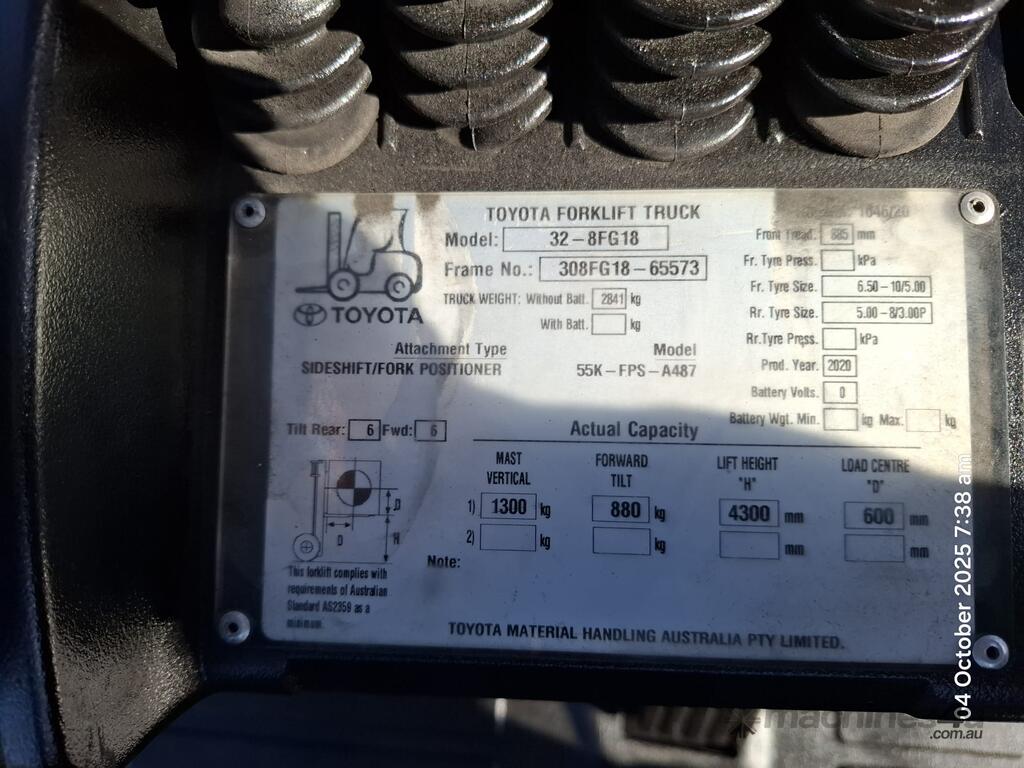 1646/20
TOYOTA FORKLIFT TRUCK
Model: 32-8FG18
Frame No.: 308FG18-65573
TRUCK WEIGHT: Without Batt. 2841 kg
With Batt. kg
TOYOTA
Attachment Type Model
SIDESHIFT/FORK POSITIONER 55K-FPS-A487
Front Tread. 885 mm
Fr. Tyre Press. kPa
Fr. Tyre Size. 6.50-10/5.00
Rr. Tyre Size. 5.00-8/3.00P
Rr. Tyre Press. kPa
Prod. Year. 2020
Battery Volts. 0
Battery Wgt. Min. kg Max. kg
Tilt Rear: 6 Fwd: 6
Actual Capacity
MAST VERTICAL FORWARD TILT LIFT HEIGHT "H" LOAD CENTRE "D"
1) 1300 kg 880 kg 4300 mm 600 mm
2) kg kg mm mm
D
D H
Note:
This forklift complies with
requirements of Australian
Standard AS2359 as a
minimum.
TOYOTA MATERIAL HANDLING AUSTRALIA PTY LIMITED.
04 October 2025 7:38 am
machines4u
.com.au